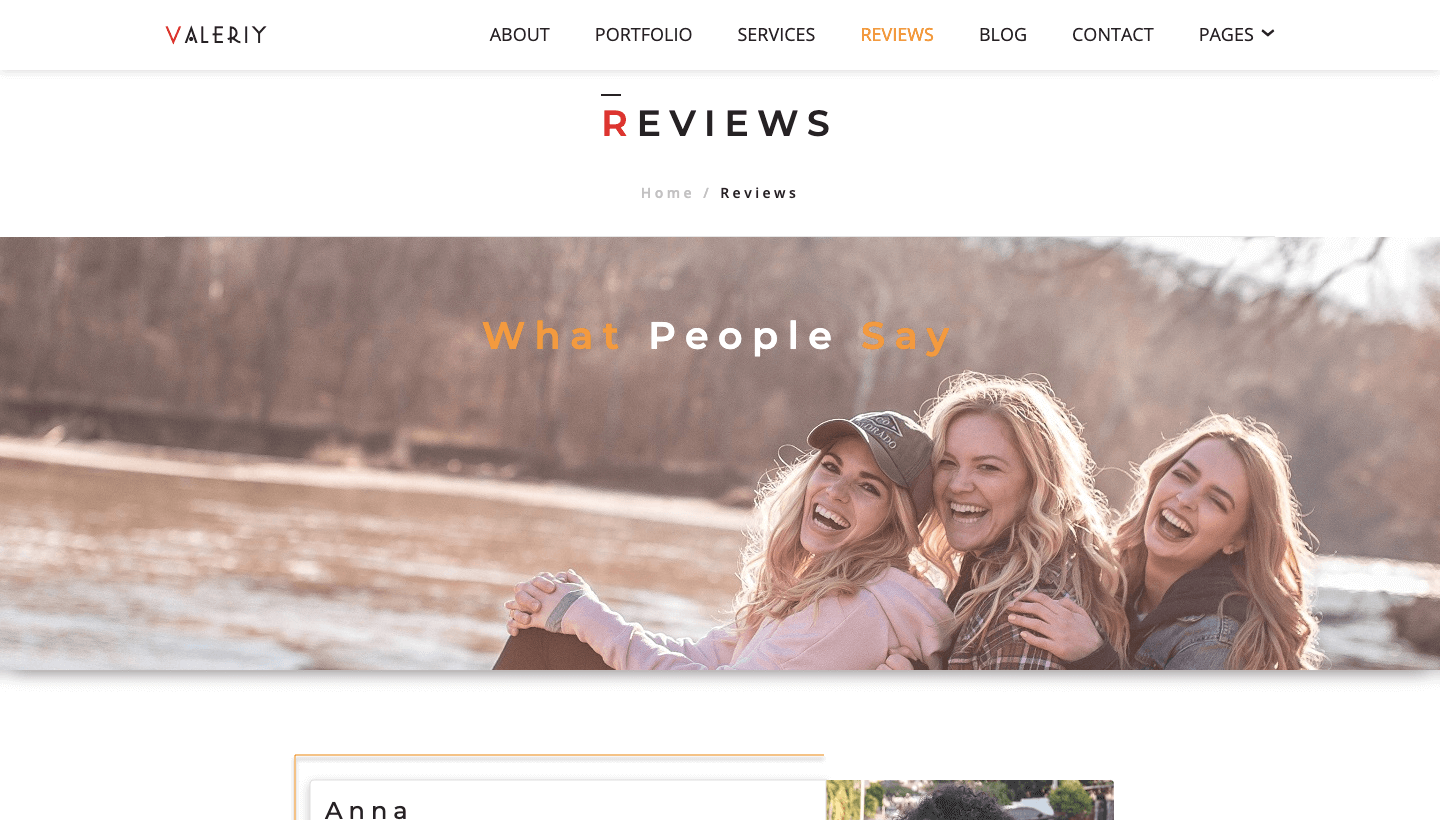 VALERIY ABOUT PORTFOLIO SERVICES REVIEWS BLOG CONTACT PAGES
REVIEWS
Home / Reviews
What People Say
Anna